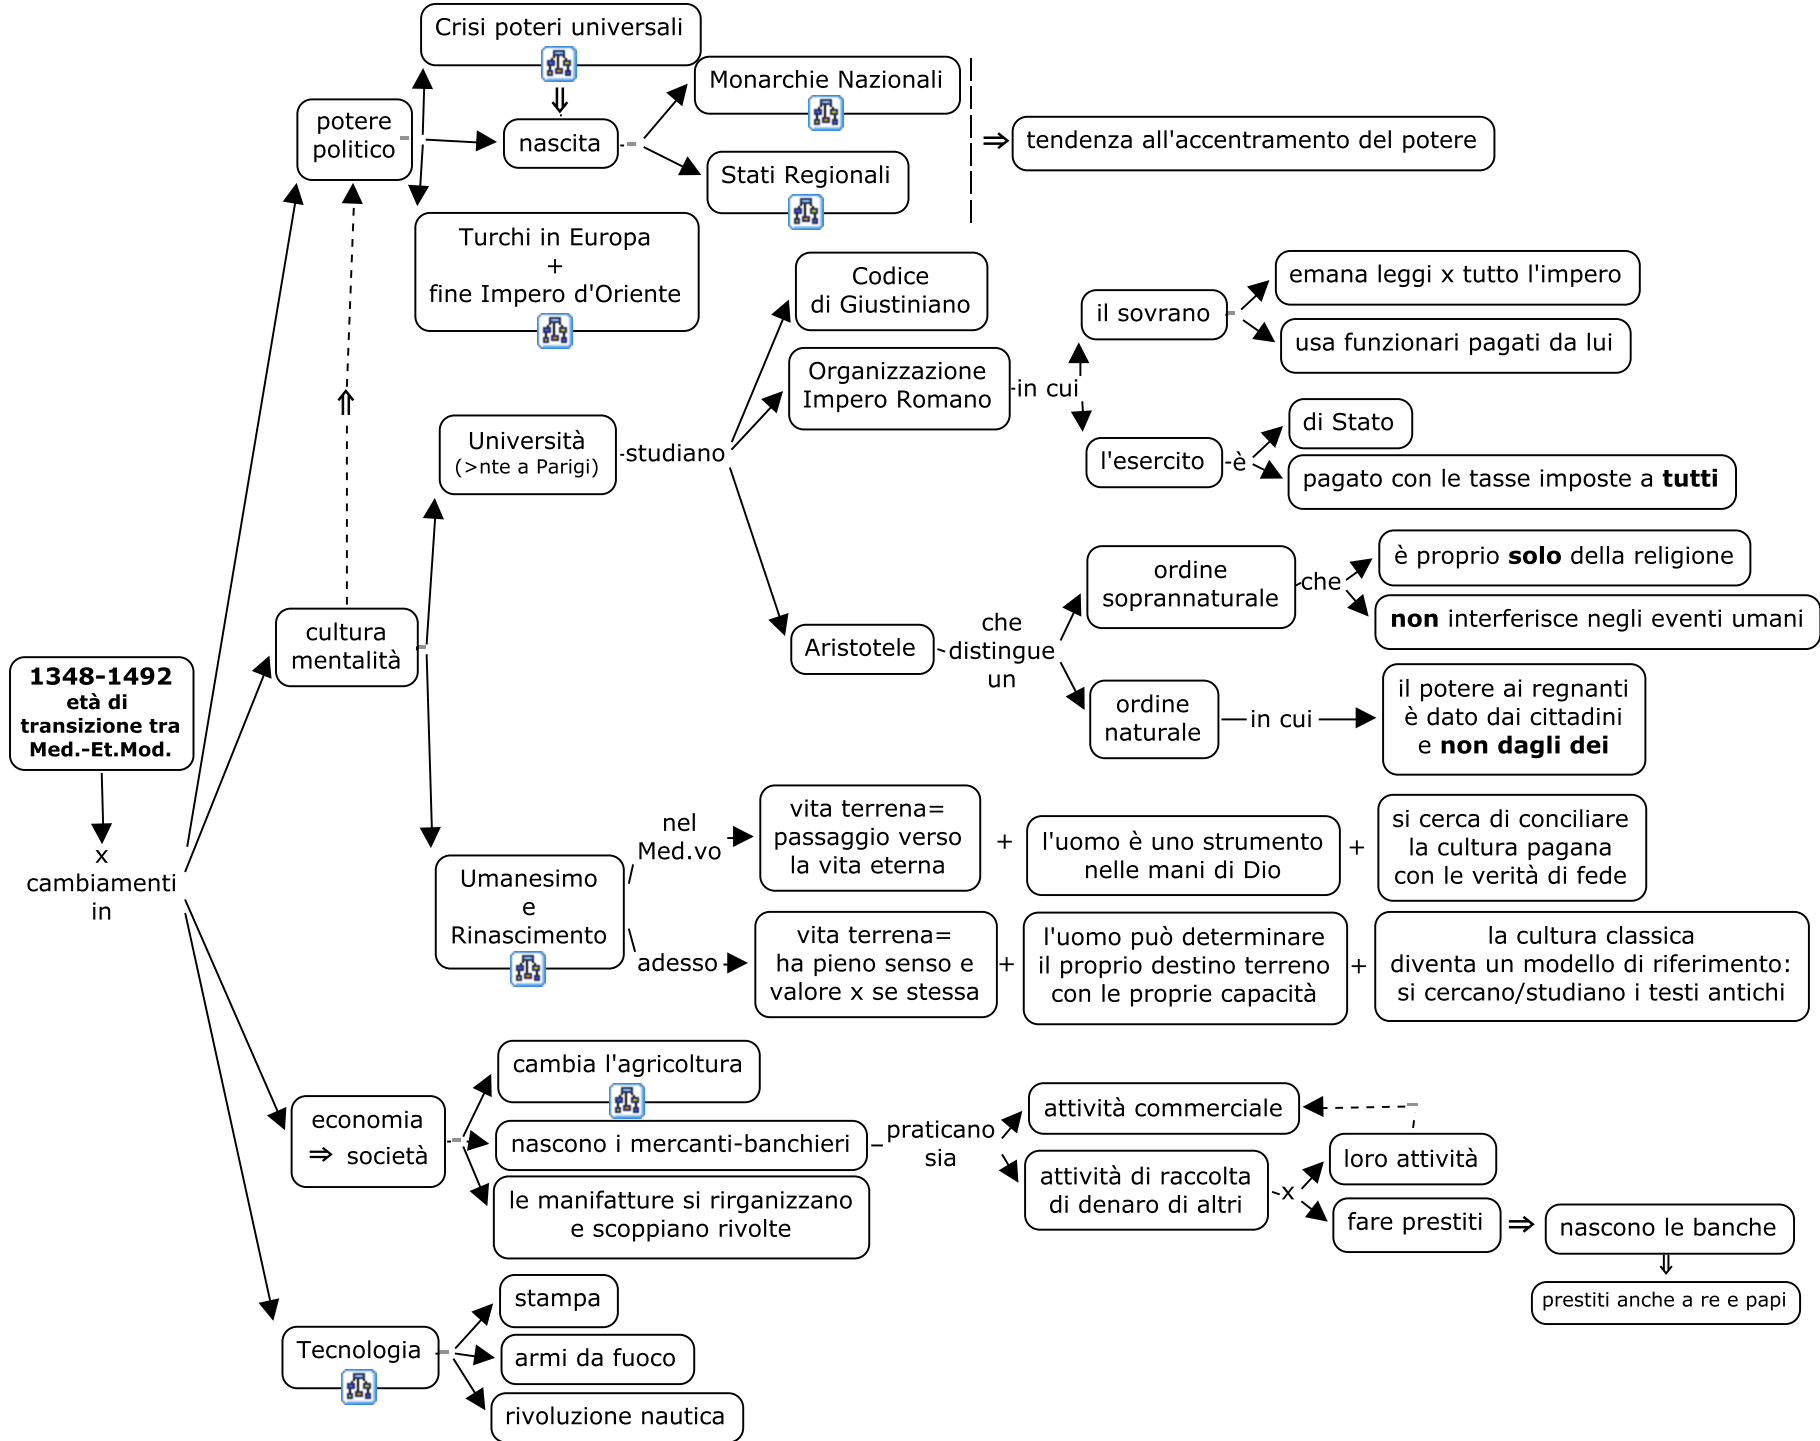 1348-1492
età di
transizione tra
Med.-Et.Mod.
x
cambiamenti
in
potere
politico
Crisi poteri universali
⇓
nascita
Monarchie Nazionali
Stati Regionali
⇒
tendenza all'accentramento del potere
Turchi in Europa
+
fine Impero d'Oriente
⇑
cultura
mentalità
Università
(>nte a Parigi)
studiano
Codice
di Giustiniano
Organizzazione
Impero Romano
in cui
il sovrano
emana leggi x tutto l'impero
usa funzionari pagati da lui
l'esercito
è
di Stato
pagato con le tasse imposte a tutti
Aristotele
che
distingue
un
ordine
soprannaturale
che
è proprio solo della religione
non interferisce negli eventi umani
ordine
naturale
in cui
il potere ai regnanti
è dato dai cittadini
e non dagli dei
Umanesimo
e
Rinascimento
nel
Med.vo
vita terrena=
passaggio verso
la vita eterna
+
l'uomo è uno strumento
nelle mani di Dio
+
si cerca di conciliare
la cultura pagana
con le verità di fede
adesso
vita terrena=
ha pieno senso e
valore x se stessa
+
l'uomo può determinare
il proprio destino terreno
con le proprie capacità
+
la cultura classica
diventa un modello di riferimento:
si cercano/studiano i testi antichi
economia
⇒ società
cambia l'agricoltura
nascono i mercanti-banchieri
praticano
sia
attività commerciale
attività di raccolta
di denaro di altri
x
loro attività
fare prestiti
⇒
nascono le banche
⇓
prestiti anche a re e papi
le manifatture si rirganizzano
e scoppiano rivolte
Tecnologia
stampa
armi da fuoco
rivoluzione nautica